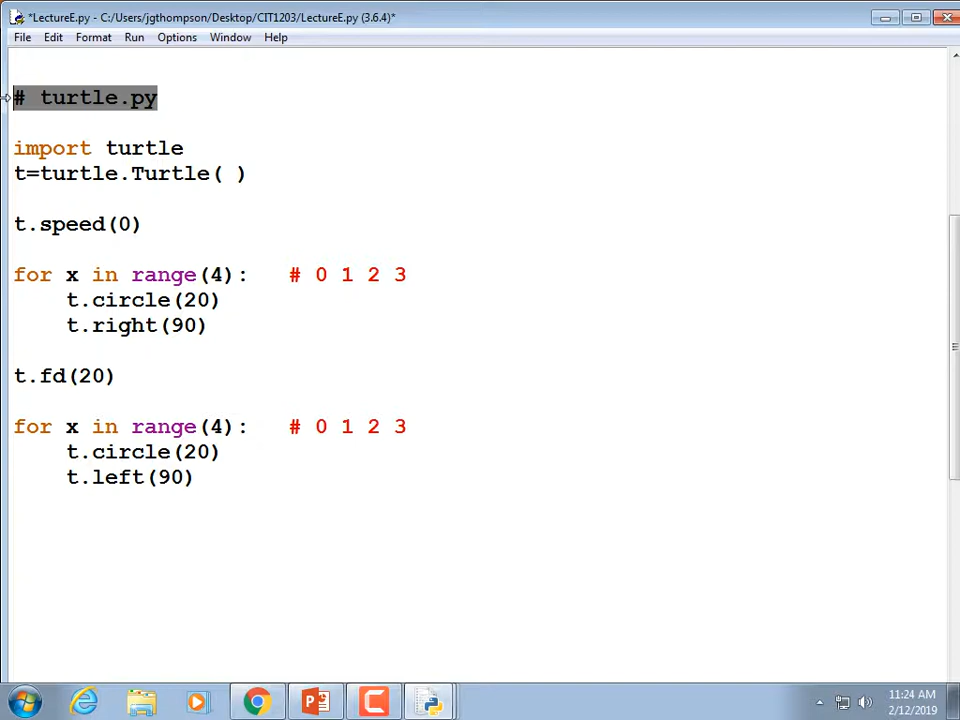 *LectureE.py - C:/Users/jgthompson/Desktop/CIT1203/LectureE.py (3.6.4)*
File Edit Format Run Options Window Help
# turtle.py
import turtle
t=turtle.Turtle( )
t.speed(0)
for x in range(4):   # 0 1 2 3
    t.circle(20)
    t.right(90)
t.fd(20)
for x in range(4):   # 0 1 2 3
    t.circle(20)
    t.left(90)
11:24 AM
2/12/2019